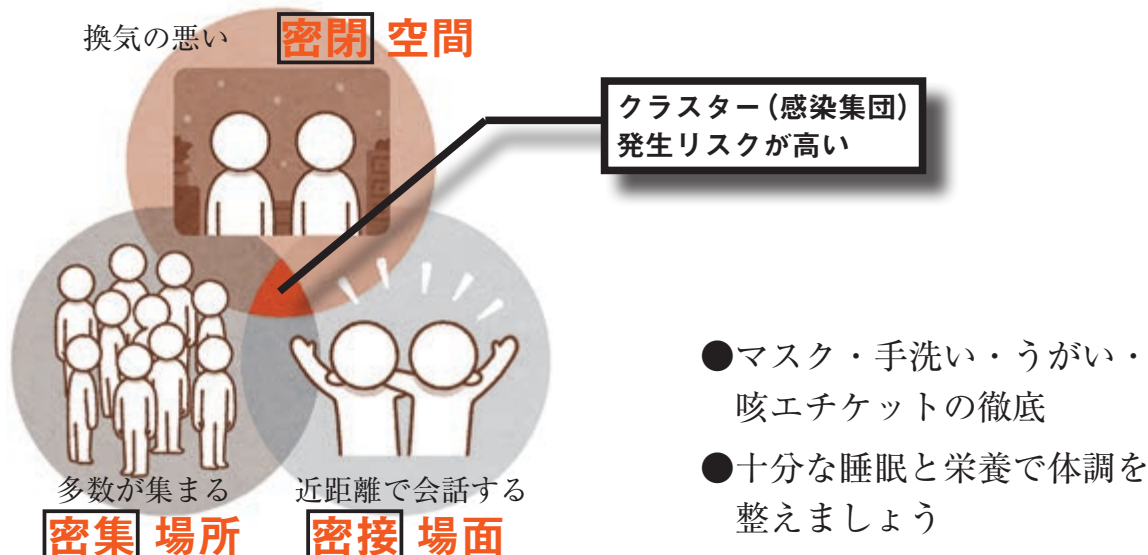 換気の悪い 密閉 空間
クラスター(感染集団)
発生リスクが高い
多数が集まる
密集 場所
近距離で会話する
密接 場面
●マスク・手洗い・うがい・
咳エチケットの徹底
●十分な睡眠と栄養で体調を
整えましょう